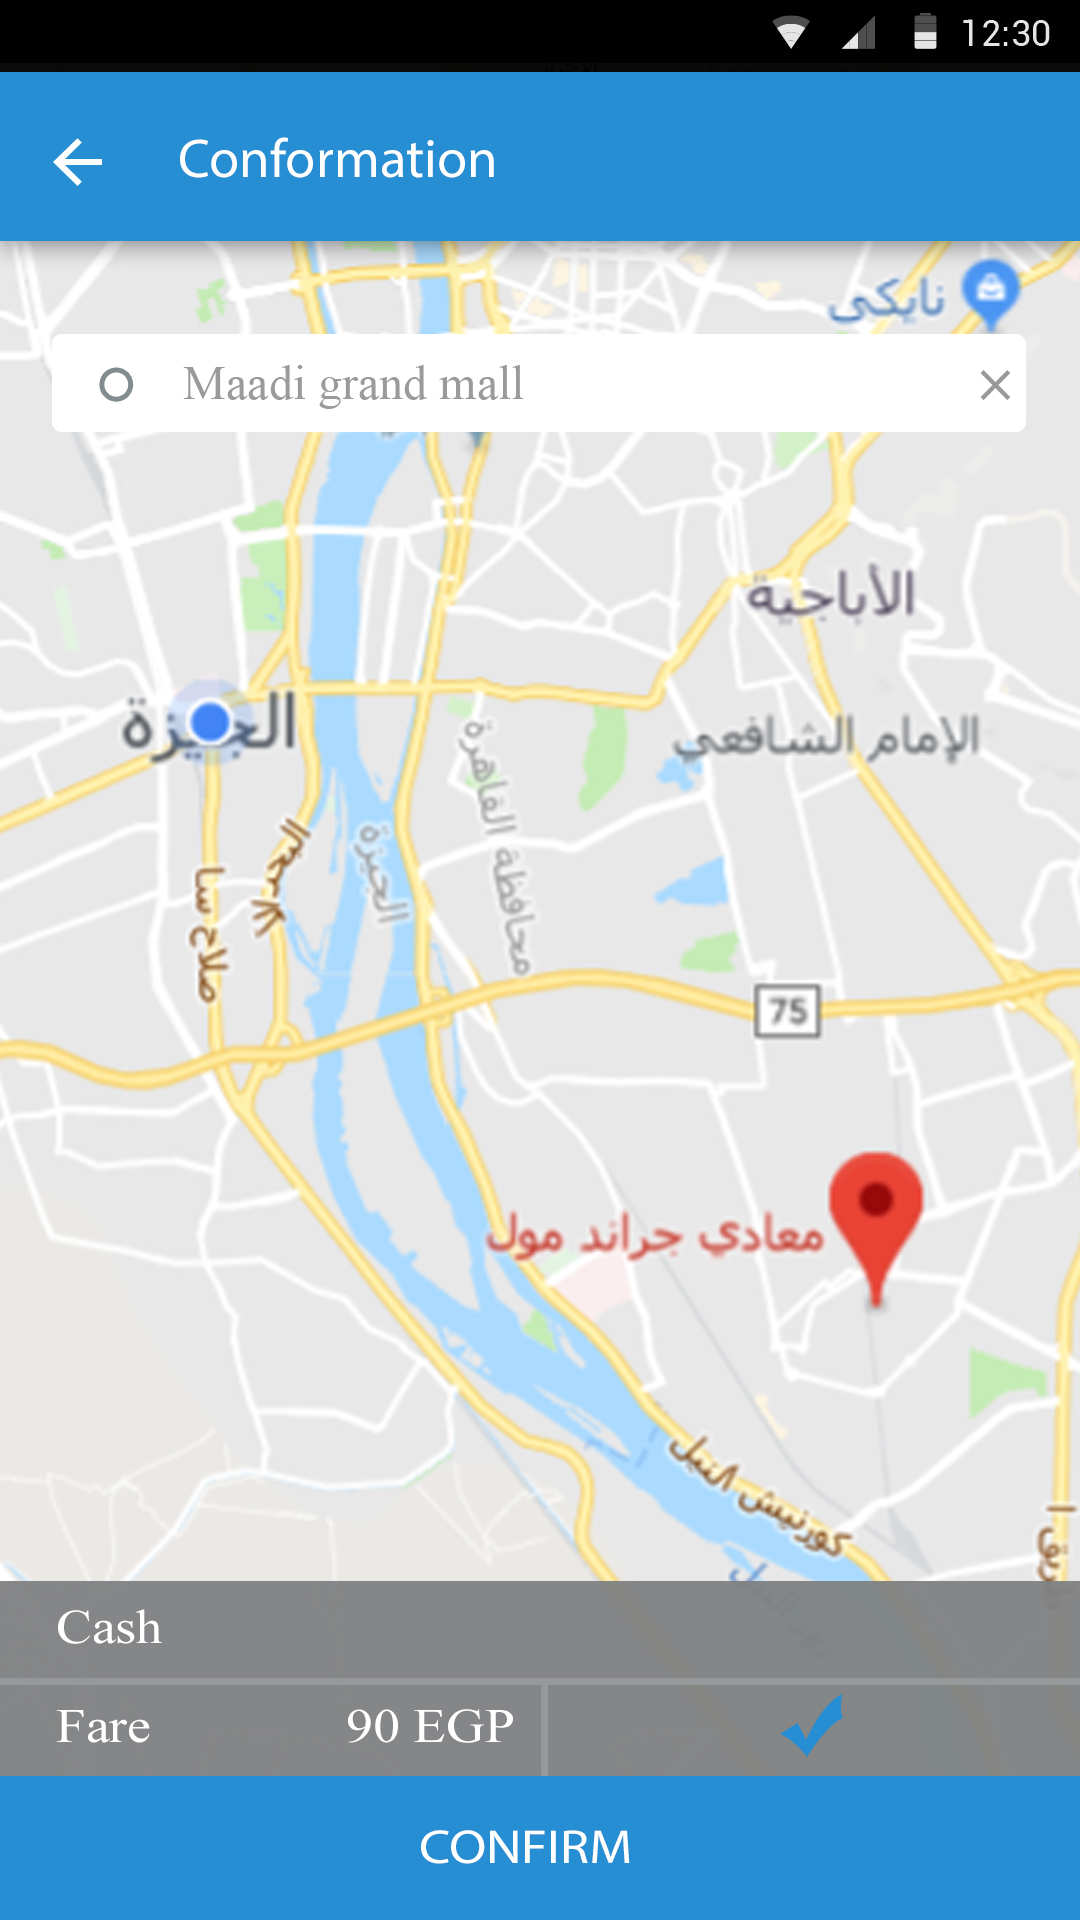 12:30
Conformation
نايكى
Maadi grand mall
الأباجية
الجيزة
الإمام الشافعي
محافظة القاهرة
الجيزة
البحر
الأ
صلاح سا
75
معادي جراند مول
كورنيش النيل
Cash
Fare 90 EGP
CONFIRM